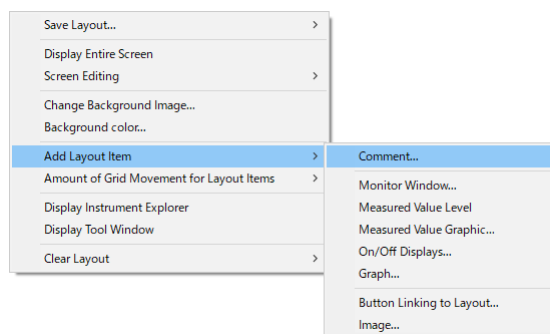 Save Layout...
Display Entire Screen
Screen Editing
Change Background Image...
Background color...
Add Layout Item
Amount of Grid Movement for Layout Items
Display Instrument Explorer
Display Tool Window
Clear Layout
Comment...
Monitor Window...
Measured Value Level
Measured Value Graphic...
On/Off Displays...
Graph...
Button Linking to Layout...
Image...